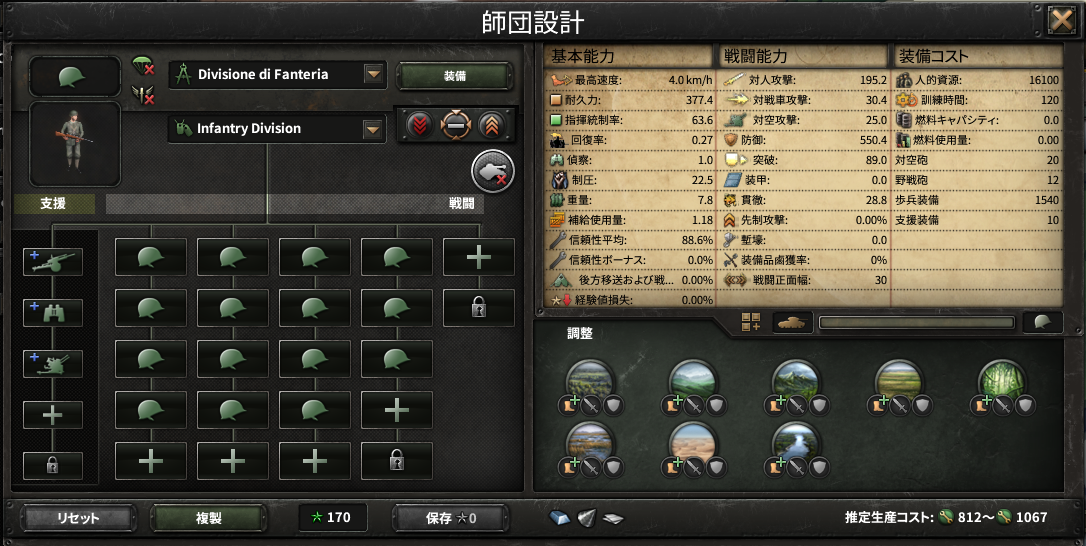 師団設計
Divisione di Fanteria
装備
Infantry Division
支援
戦闘
基本能力
最高速度: 4.0 km/h
耐久力: 377.4
指揮統制率: 63.6
回復率: 0.27
偵察: 1.0
制圧: 22.5
重量: 7.8
補給使用量: 1.18
信頼性平均: 88.6%
信頼性ボーナス: 0.0%
後方移送および戦... 0.00%
経験値損失: 0.00%
戦闘能力
対人攻撃: 195.2
対戦車攻撃: 30.4
対空攻撃: 25.0
防御: 550.4
突破: 89.0
装甲: 0.0
貫徹: 28.8
先制攻撃: 0.00%
塹壕: 0.0
装備品鹵獲率: 0%
戦闘正面幅: 30
装備コスト
人的資源: 16100
訓練時間: 120
燃料キャパシティ: 0.0
燃料使用量: 0.00
対空砲 20
野戦砲 12
歩兵装備 1540
支援装備 10
調整
リセット
複製
170
保存 0
推定生産コスト: 812～ 1067